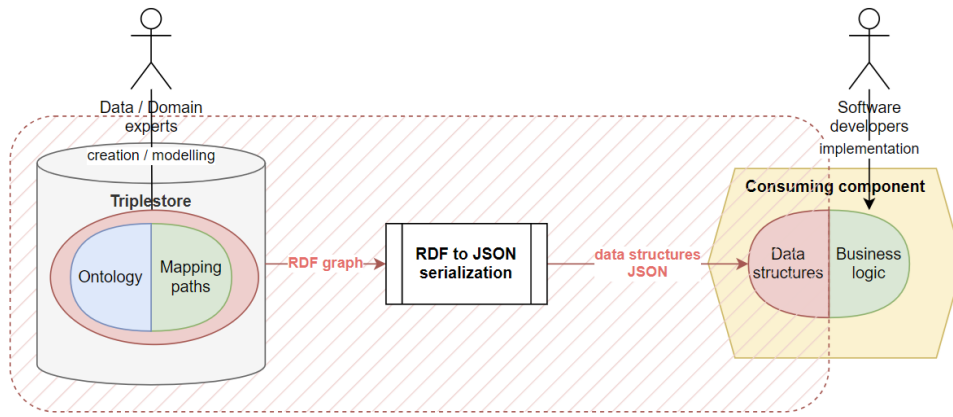 Data / Domain
experts
creation / modelling
Triplestore
Ontology
Mapping
paths
RDF graph
RDF to JSON
serialization
data structures
JSON
Software
developers
implementation
Consuming component
Data
structures
Business
logic